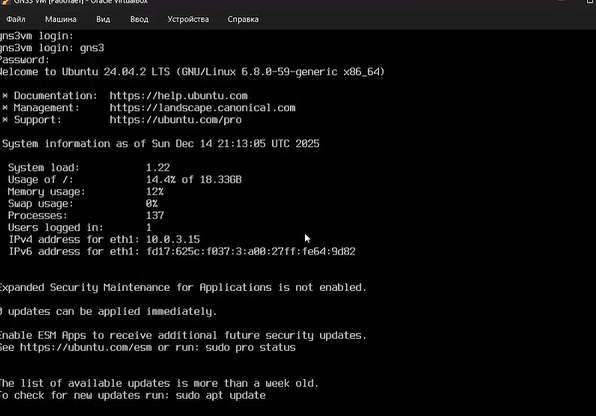 GNS3 VM [Работает] - Oracle VirtualBox
Файл Машина Вид Ввод Устройства Справка
gns3vm login:
gns3vm login: gns3
Password:
Welcome to Ubuntu 24.04.2 LTS (GNU/Linux 6.8.0-59-generic x86_64)
* Documentation: https://help.ubuntu.com
* Management: https://landscape.canonical.com
* Support: https://ubuntu.com/pro
System information as of Sun Dec 14 21:13:05 UTC 2025
System load: 1.22
Usage of /: 14.4% of 18.33GB
Memory usage: 12%
Swap usage: 0%
Processes: 137
Users logged in: 1
IPv4 address for eth1: 10.0.3.15
IPv6 address for eth1: fd17:625c:f037:3:a00:27ff:fe64:9d82
Expanded Security Maintenance for Applications is not enabled.
0 updates can be applied immediately.
Enable ESM Apps to receive additional future security updates.
See https://ubuntu.com/esm or run: sudo pro status
The list of available updates is more than a week old.
To check for new updates run: sudo apt update